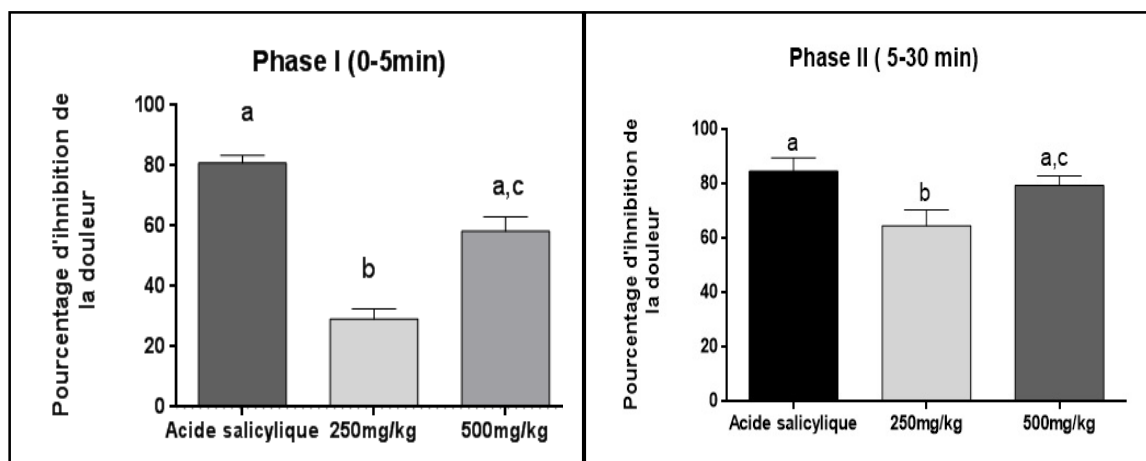 Phase I (0-5min)
Pourcentage d'ihnibition de
la douleur
100
80
60
40
20
0
a
b
a,c
Acide salicylique 250mg/kg 500mg/kg
Phase II ( 5-30 min)
Pourcentage d'ihnibition de
la douleur
100
80
60
40
20
0
a
b
a,c
Acide salicylique 250mg/kg 500mg/kg